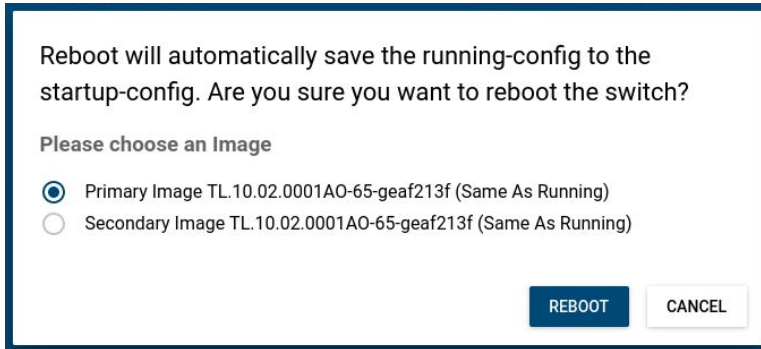 Reboot will automatically save the running-config to the
startup-config. Are you sure you want to reboot the switch?
Please choose an Image
Primary Image TL.10.02.0001AO-65-geaf213f (Same As Running)
Secondary Image TL.10.02.0001AO-65-geaf213f (Same As Running)
REBOOT CANCEL